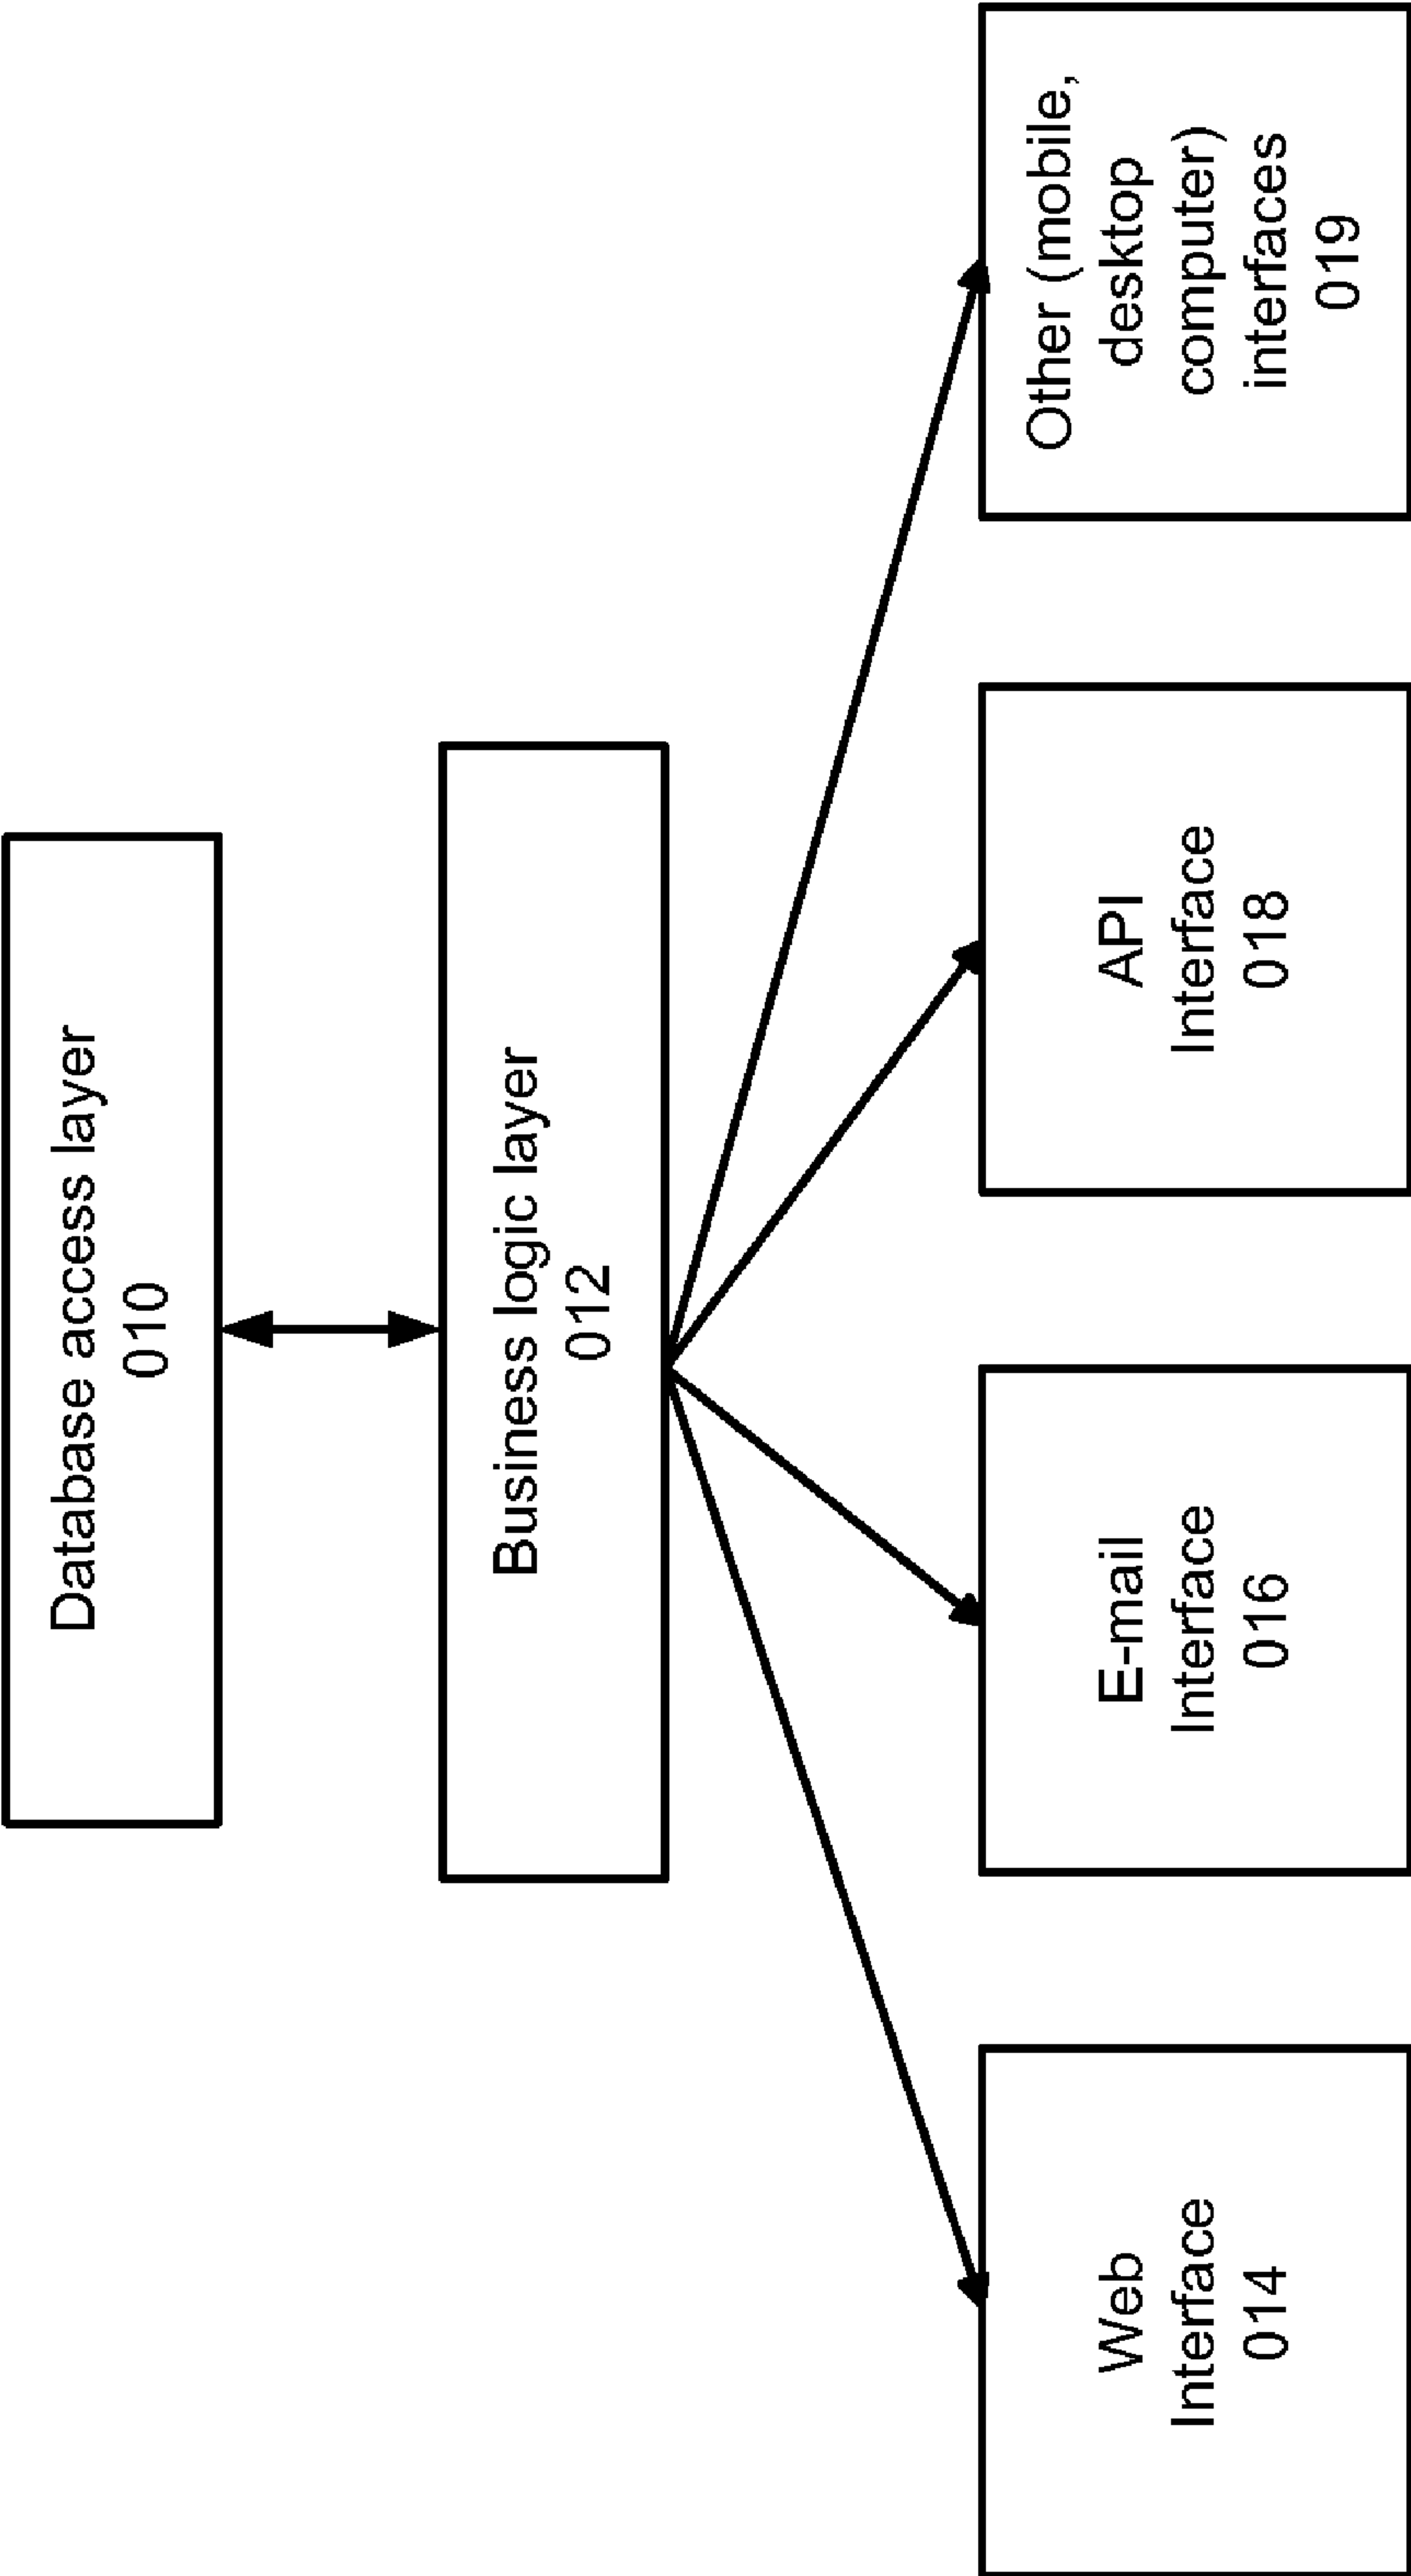 Database access layer
010
Business logic layer
012
Web
Interface
014
E-mail
Interface
016
API
Interface
018
Other (mobile,
desktop
computer)
interfaces
019